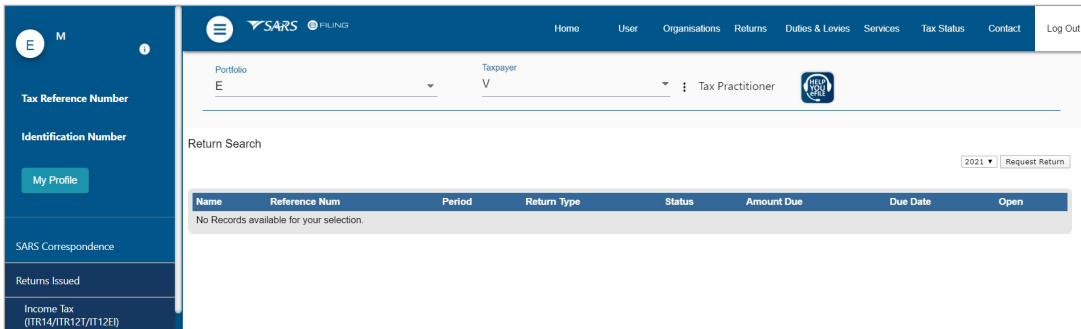 E
M
Tax Reference Number
Identification Number
My Profile
SARS Correspondence
Returns Issued
Income Tax
(ITR14/ITR12T/IT12EI)
SARS eFILING
Home User Organisations Returns Duties & Levies Services Tax Status Contact Log Out
Portfolio
E
Taxpayer
V
Tax Practitioner
HELP
YOU
eFILE
Return Search
2021 Request Return
Name Reference Num Period Return Type Status Amount Due Due Date Open
No Records available for your selection.